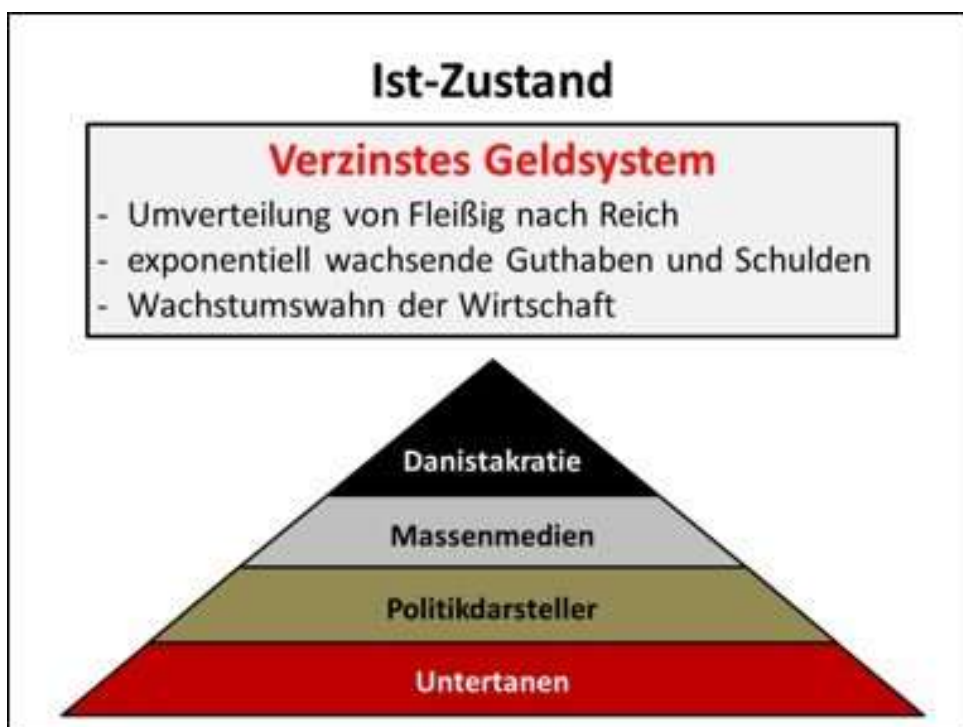 Ist-Zustand
Verzinstes Geldsystem
- Umverteilung von Fleißig nach Reich
- exponentiell wachsende Guthaben und Schulden
- Wachstumswahn der Wirtschaft
Danistakratie
Massenmedien
Politikdarsteller
Untertanen